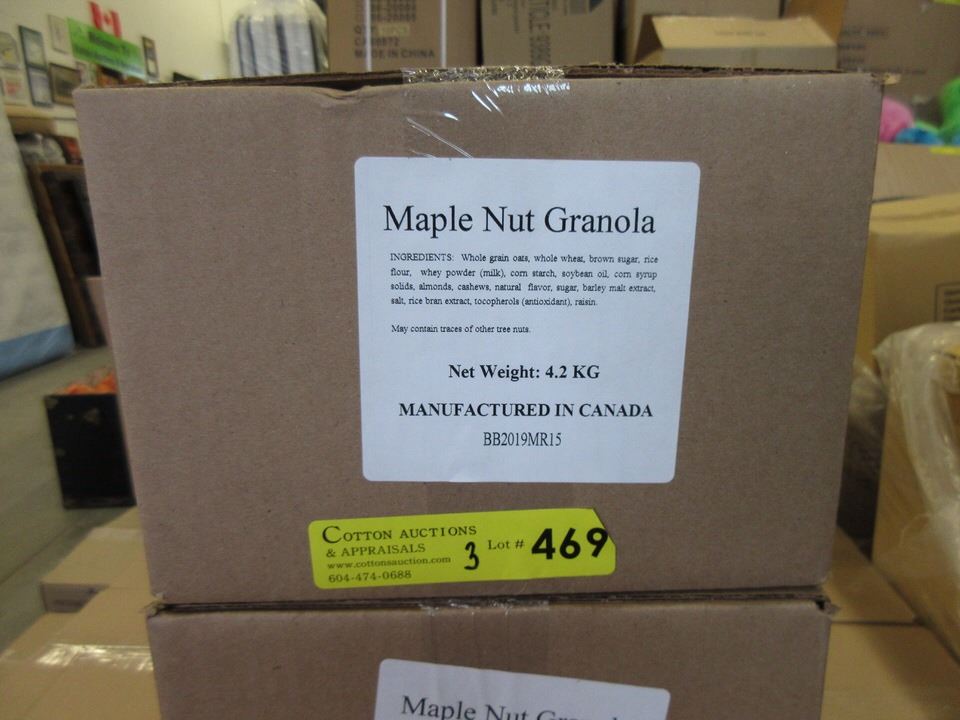 MADE IN CHINA
Maple Nut Granola
INGREDIENTS: Whole grain oats, whole wheat, brown sugar, rice
flour, whey powder (milk), corn starch, soybean oil, corn syrup
solids, almonds, cashews, natural flavor, sugar, barley malt extract,
salt, rice bran extract, tocopherols (antioxidant), raisin.
May contain traces of other tree nuts.
Net Weight: 4.2 KG
MANUFACTURED IN CANADA
BB2019MR15
COTTON AUCTIONS
& APPRAISALS
www.cottonsauction.com
604-474-0688
3
Lot # 469
Maple Nut